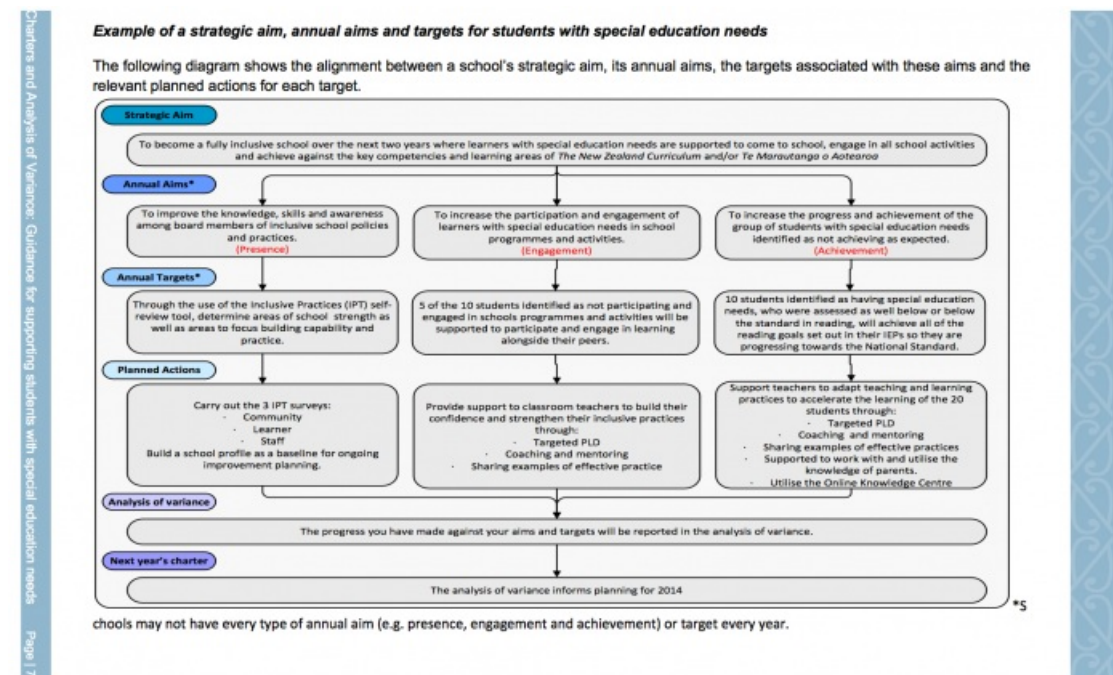 Charters and Analysis of Variance: Guidance for supporting students with special education needs Page | 7
Example of a strategic aim, annual aims and targets for students with special education needs
The following diagram shows the alignment between a school's strategic aim, its annual aims, the targets associated with these aims and the
relevant planned actions for each target.
Strategic Aim
To become a fully inclusive school over the next two years where learners with special education needs are supported to come to school, engage in all school activities
and achieve against the key competencies and learning areas of The New Zealand Curriculum and/or Te Marautanga o Aotearoa
Annual Aims*
To improve the knowledge, skills and awareness
among board members of inclusive school policies
and practices.
(Presence)
To increase the participation and engagement of
learners with special education needs in school
programmes and activities.
(Engagement)
To increase the progress and achievement of the
group of students with special education needs
identified as not achieving as expected.
(Achievement)
Annual Targets*
Through the use of the Inclusive Practices (IPT) self-
review tool, determine areas of school strength as
well as areas to focus building capability and
practice.
5 of the 10 students identified as not participating and
engaged in schools programmes and activities will be
supported to participate and engage in learning
alongside their peers.
10 students identified as having special education
needs, who were assessed as well below or below
the standard in reading, will achieve all of the
reading goals set out in their IEPs so they are
progressing towards the National Standard.
Planned Actions
Carry out the 3 IPT surveys:
- Community
- Learner
- Staff
Build a school profile as a baseline for ongoing
improvement planning.
Provide support to classroom teachers to build their
confidence and strengthen their inclusive practices
through:
- Targeted PLD
- Coaching and mentoring
- Sharing examples of effective practice
Support teachers to adapt teaching and learning
practices to accelerate the learning of the 20
students through:
- Targeted PLD
- Coaching and mentoring
- Sharing examples of effective practices
- Supported to work with and utilise the
knowledge of parents.
- Utilise the Online Knowledge Centre
Analysis of variance
The progress you have made against your aims and targets will be reported in the analysis of variance.
Next year's charter
The analysis of variance informs planning for 2014
*S
chools may not have every type of annual aim (e.g. presence, engagement and achievement) or target every year.